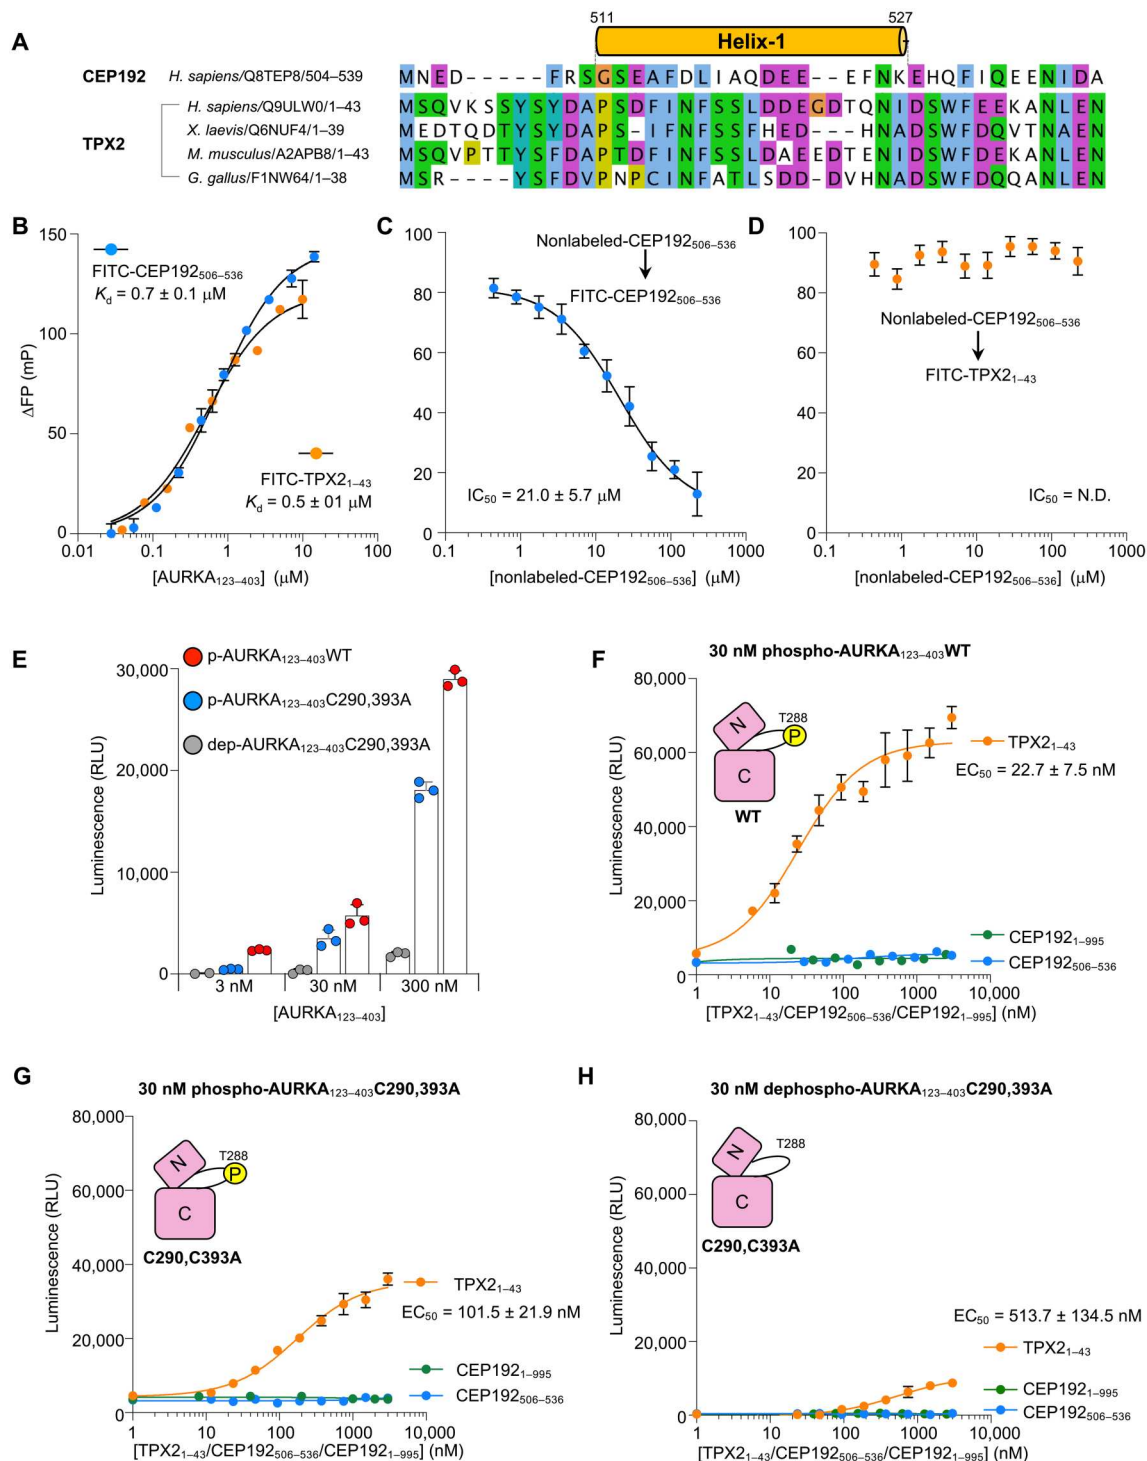 A
511
527
Helix-1
CEP192
H. sapiens/Q8TEP8/504–539
MNED-----FRSGSEAFDLIAQDEE--EFNKEHQFIQEENIDA
TPX2
H. sapiens/Q9ULW0/1–43
MSQVKSSYSYDAPSDFINFSSLDDEGDTQNIDSWFEEKANLEN
X. laevis/Q6NUF4/1–39
MEDTQDTYSYDAPS-IFNFSSFHED---HNADSWFDQVTNAEN
M. musculus/A2APB8/1–43
MSQVPTTYSFDAPTDFINFSSLDAEEDTENIDSWFDEKANLEN
G. gallus/F1NW64/1–38
MSR----YSFDVPNPCINFATLSDD-DVHNADSWFDQQANLEN
B
150
100
50
0
ΔFP (mP)
FITC-CEP192506–536
Kd = 0.7 ± 0.1 μM
FITC-TPX21–43
Kd = 0.5 ± 01 μM
0.01
0.1
1
10
100
[AURKA123–403] (μM)
C
100
80
60
40
20
0
Nonlabeled-CEP192506–536
FITC-CEP192506–536
IC50 = 21.0 ± 5.7 μM
0.1
1
10
100
1000
[nonlabeled-CEP192506–536] (μM)
D
100
80
60
40
20
0
Nonlabeled-CEP192506–536
FITC-TPX21–43
IC50 = N.D.
0.1
1
10
100
1000
[nonlabeled-CEP192506–536] (μM)
E
p-AURKA123–403WT
p-AURKA123–403C290,393A
dep-AURKA123–403C290,393A
30,000
20,000
10,000
0
Luminescence (RLU)
3 nM
30 nM
300 nM
[AURKA123–403]
F
30 nM phospho-AURKA123–403WT
80,000
60,000
40,000
20,000
0
Luminescence (RLU)
N
T288
P
C
WT
TPX21–43
EC50 = 22.7 ± 7.5 nM
CEP1921–995
CEP192506–536
1
10
100
1000
10,000
[TPX21–43/CEP192506–536/CEP1921–995] (nM)
G
30 nM phospho-AURKA123–403C290,393A
80,000
60,000
40,000
20,000
0
Luminescence (RLU)
N
T288
P
C
C290,C393A
TPX21–43
EC50 = 101.5 ± 21.9 nM
CEP1921–995
CEP192506–536
1
10
100
1000
10,000
[TPX21–43/CEP192506–536/CEP1921–995] (nM)
H
30 nM dephospho-AURKA123–403C290,393A
80,000
60,000
40,000
20,000
0
Luminescence (RLU)
N
T288
C
C290,C393A
EC50 = 513.7 ± 134.5 nM
TPX21–43
CEP1921–995
CEP192506–536
1
10
100
1000
10,000
[TPX21–43/CEP192506–536/CEP1921–995] (nM)